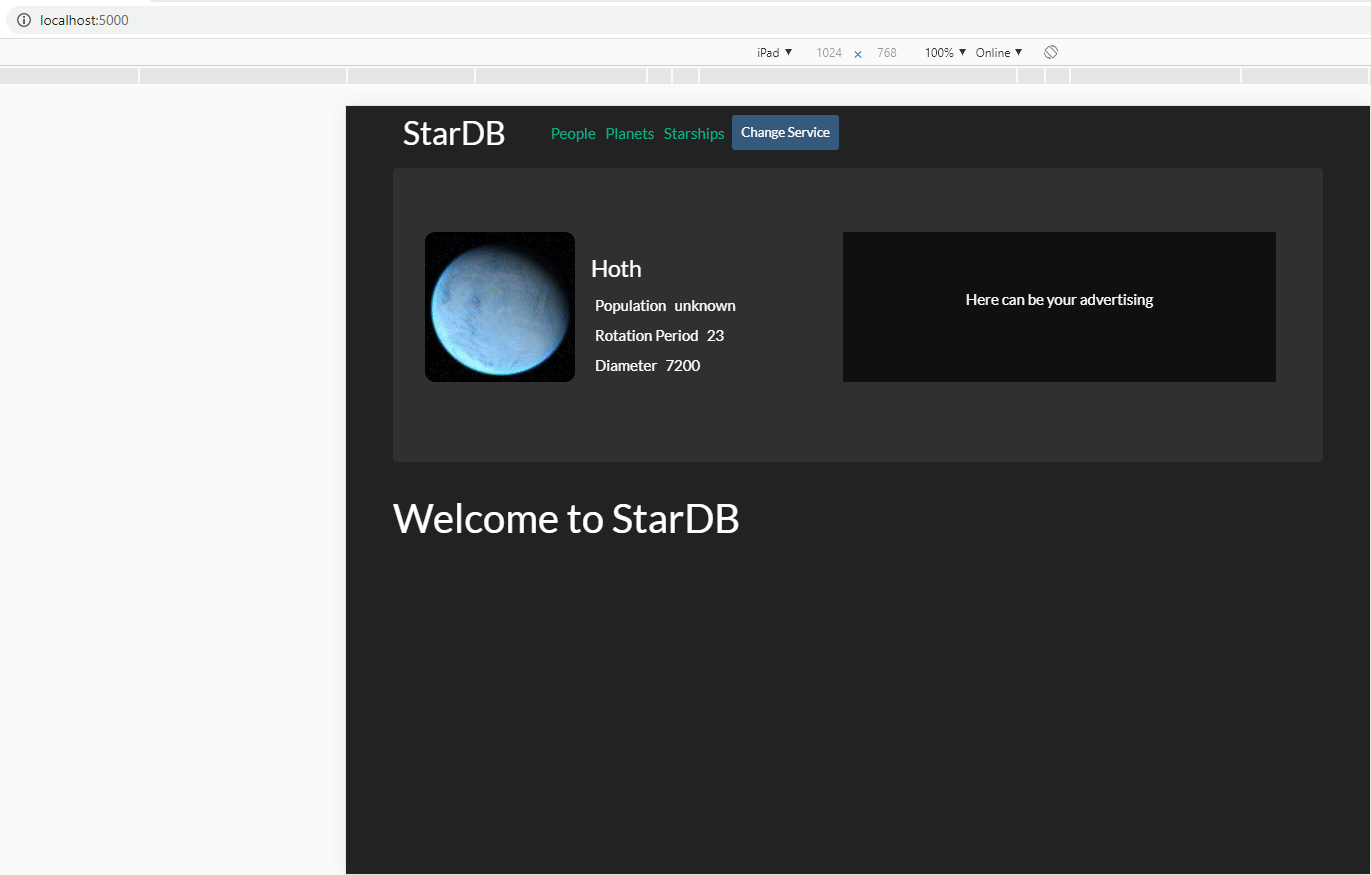 localhost:5000
iPad ▼ 1024 × 768 100% ▼ Online ▼
StarDB People Planets Starships Change Service
Hoth
Population unknown
Rotation Period 23
Diameter 7200
Here can be your advertising
Welcome to StarDB